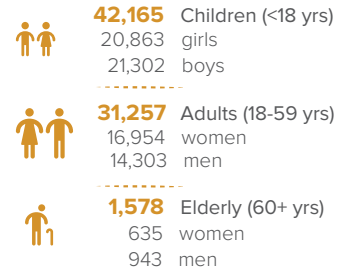 42,165 Children (<18 yrs)
20,863 girls
21,302 boys
31,257 Adults (18-59 yrs)
16,954 women
14,303 men
1,578 Elderly (60+ yrs)
635 women
943 men